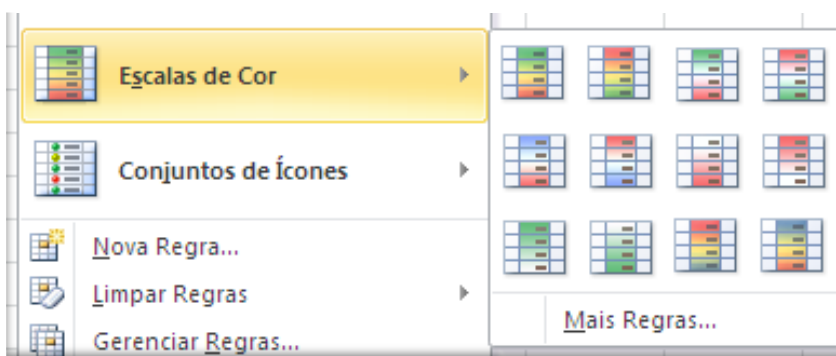 Escalas de Cor
Conjuntos de Ícones
Nova Regra...
Limpar Regras
Gerenciar Regras...
Mais Regras...